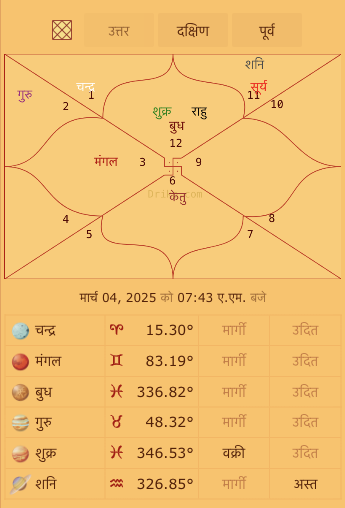 उत्तर दक्षिण पूर्व
शनि
चन्द्र सूर्य
गुरु 1 11
2 10
शुक्र राहु
बुध
12
मंगल 3 9
6
केतु
4 8
5 7
मार्च 04, 2025 को 07:43 ए.एम. बजे
चन्द्र ♈ 15.30° मार्गी उदित
मंगल ♊ 83.19° मार्गी उदित
बुध ♓ 336.82° मार्गी उदित
गुरु ♉ 48.32° मार्गी उदित
शुक्र ♓ 346.53° वक्री उदित
शनि ♒ 326.85° मार्गी अस्त